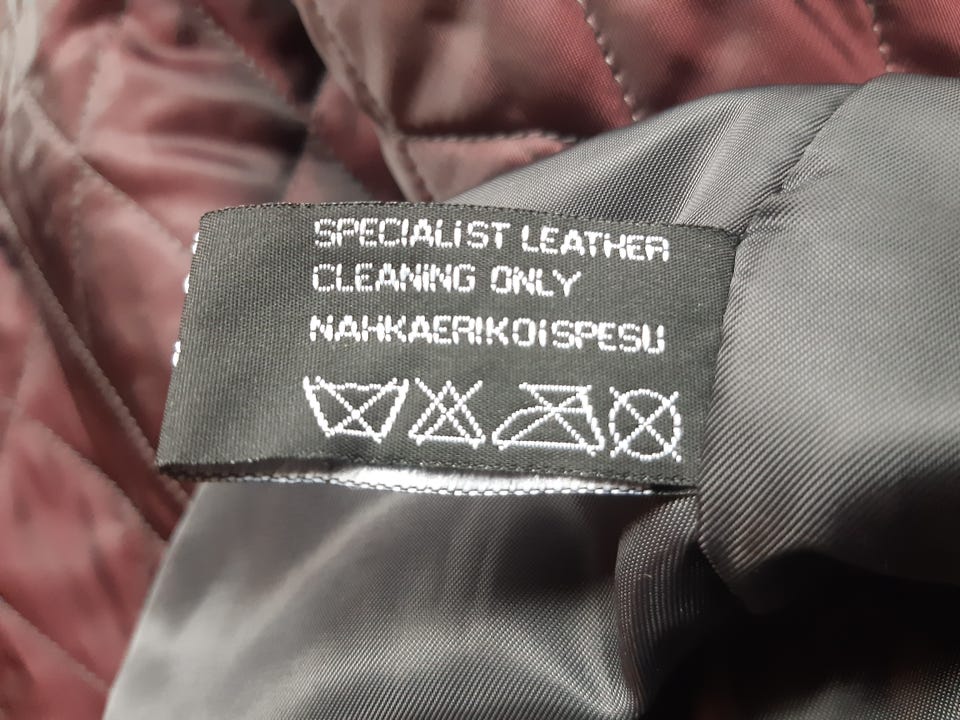 SPECIALIST LEATHER
CLEANING ONLY
NAHKAERIKOISPESU